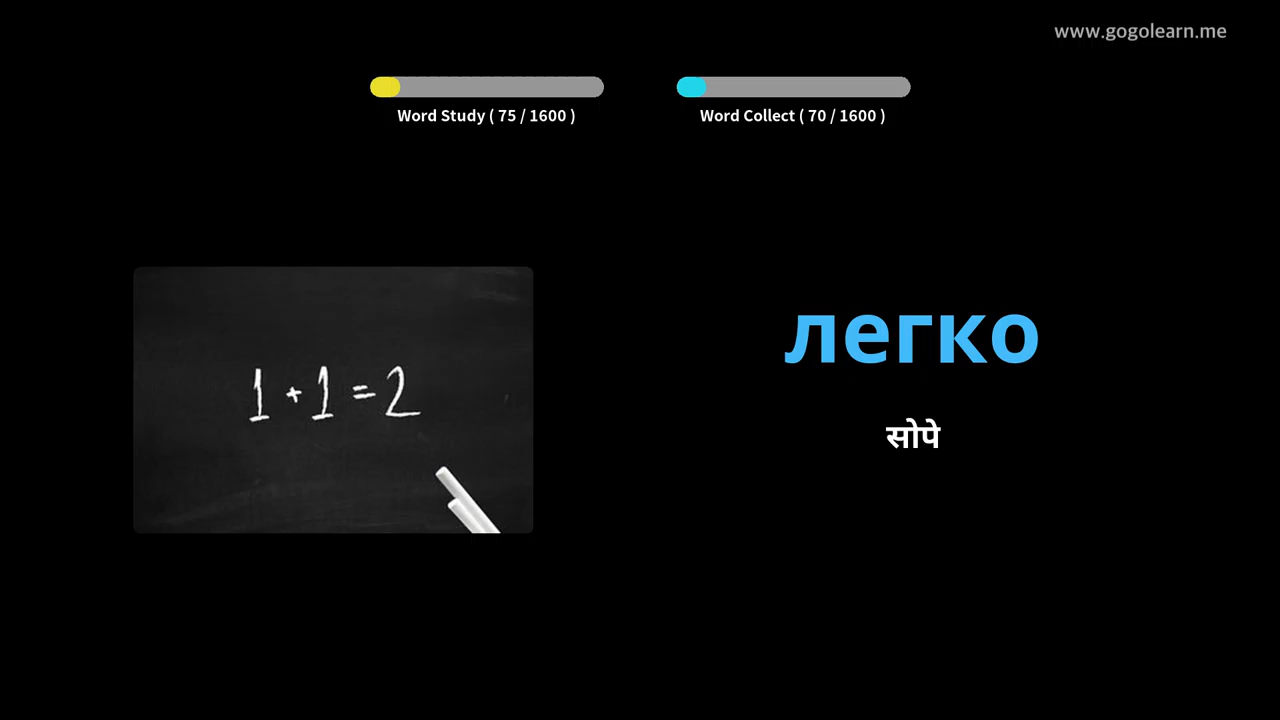 www.gogolearn.me
Word Study ( 75 / 1600 )
Word Collect ( 70 / 1600 )
1 + 1 = 2
легко
सोपे